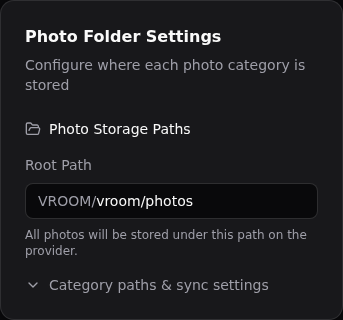 Photo Folder Settings
Configure where each photo category is
stored
Photo Storage Paths
Root Path
VROOM/vroom/photos
All photos will be stored under this path on the
provider.
Category paths & sync settings